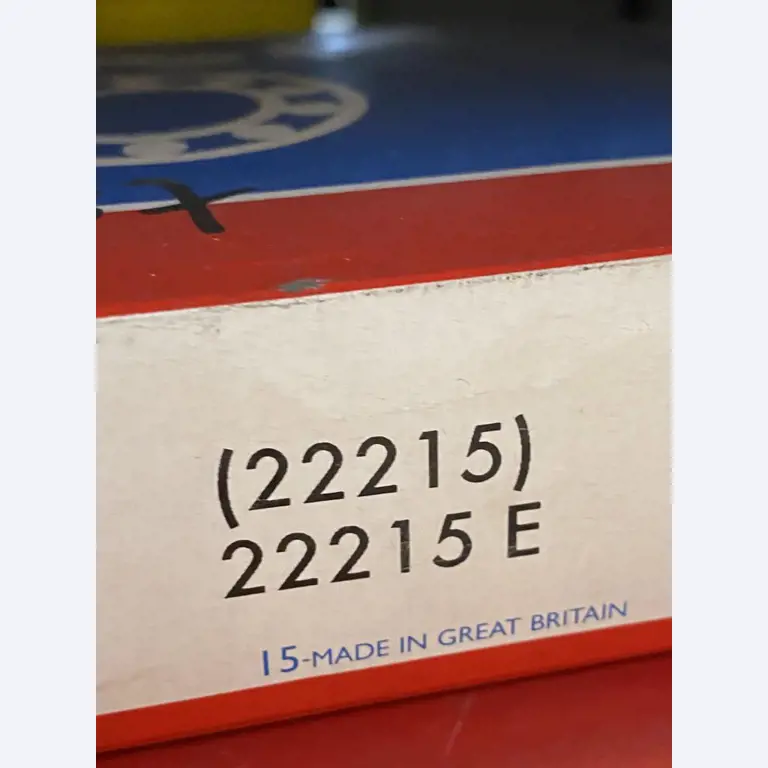 (22215)
22215 E
15-MADE IN GREAT BRITAIN